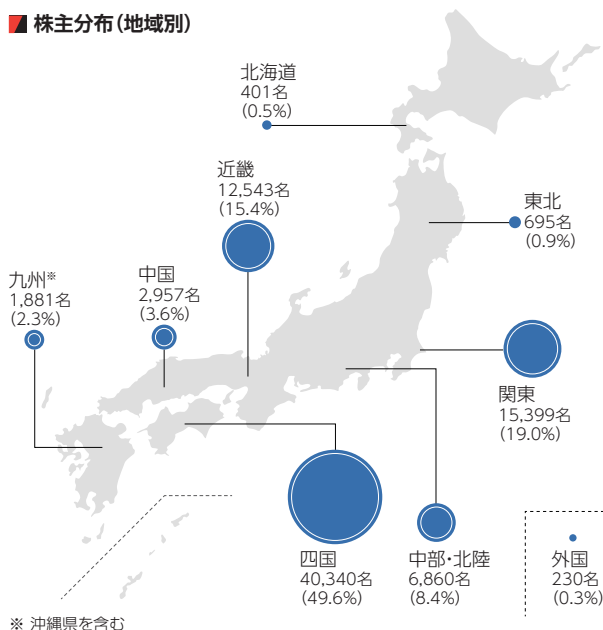 株主分布(地域別)
北海道
401名
(0.5%)
近畿
12,543名
(15.4%)
東北
695名
(0.9%)
九州※
1,881名
(2.3%)
中国
2,957名
(3.6%)
関東
15,399名
(19.0%)
四国
40,340名
(49.6%)
中部・北陸
6,860名
(8.4%)
外国
230名
(0.3%)
※ 沖縄県を含む